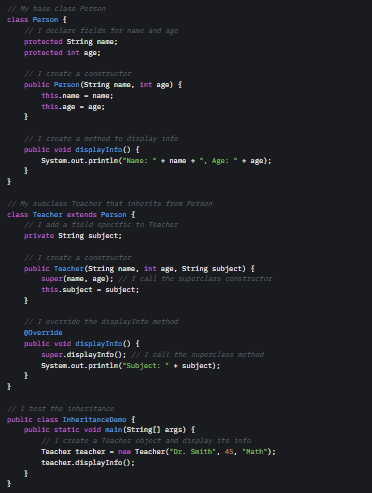 // My base class Person
class Person {
    // I declare fields for name and age
    protected String name;
    protected int age;

    // I create a constructor
    public Person(String name, int age) {
        this.name = name;
        this.age = age;
    }

    // I create a method to display info
    public void displayInfo() {
        System.out.println("Name: " + name + ", Age: " + age);
    }
}

// My subclass Teacher that inherits from Person
class Teacher extends Person {
    // I add a field specific to Teacher
    private String subject;

    // I create a constructor
    public Teacher(String name, int age, String subject) {
        super(name, age); // I call the superclass constructor
        this.subject = subject;
    }

    // I override the displayInfo method
    @Override
    public void displayInfo() {
        super.displayInfo(); // I call the superclass method
        System.out.println("Subject: " + subject);
    }
}

// I test the inheritance
public class InheritanceDemo {
    public static void main(String[] args) {
        // I create a Teacher object and display its info
        Teacher teacher = new Teacher("Dr. Smith", 45, "Math");
        teacher.displayInfo();
    }
}